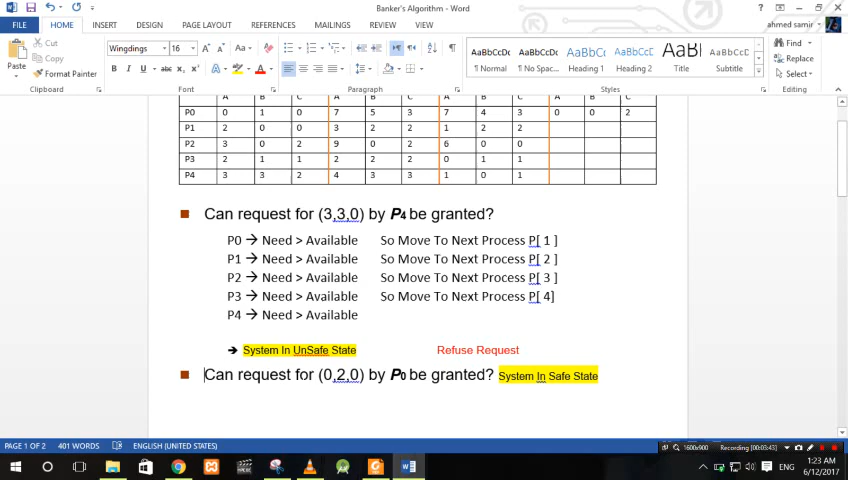 Banker's Algorithm - Word
FILE HOME INSERT DESIGN PAGE LAYOUT REFERENCES MAILINGS REVIEW VIEW ahmed samir
Cut
Copy
Format Painter
Paste
Clipboard
Wingdings 16
Font
Paragraph
AaBbCcDc AaBbCcDc AaBbCc AaBbCcD AaBl AaBbCcD
¶ Normal ¶ No Spac... Heading 1 Heading 2 Title Subtitle
Styles
Find
Replace
Select
Editing
A B C A B C A B C A B C
P0 0 1 0 7 5 3 7 4 3 0 0 2
P1 2 0 0 3 2 2 1 2 2
P2 3 0 2 9 0 2 6 0 0
P3 2 1 1 2 2 2 0 1 1
P4 3 3 2 4 3 3 1 0 1
Can request for (3,3,0) by P4 be granted?
P0 → Need > Available So Move To Next Process P[ 1 ]
P1 → Need > Available So Move To Next Process P[ 2 ]
P2 → Need > Available So Move To Next Process P[ 3 ]
P3 → Need > Available So Move To Next Process P[ 4]
P4 → Need > Available
→ System In UnSafe State Refuse Request
Can request for (0,2,0) by P0 be granted? System In Safe State
PAGE 1 OF 2 401 WORDS ENGLISH (UNITED STATES)
1600x900 Recording [00:03:43]
ENG 1:23 AM
6/12/2017